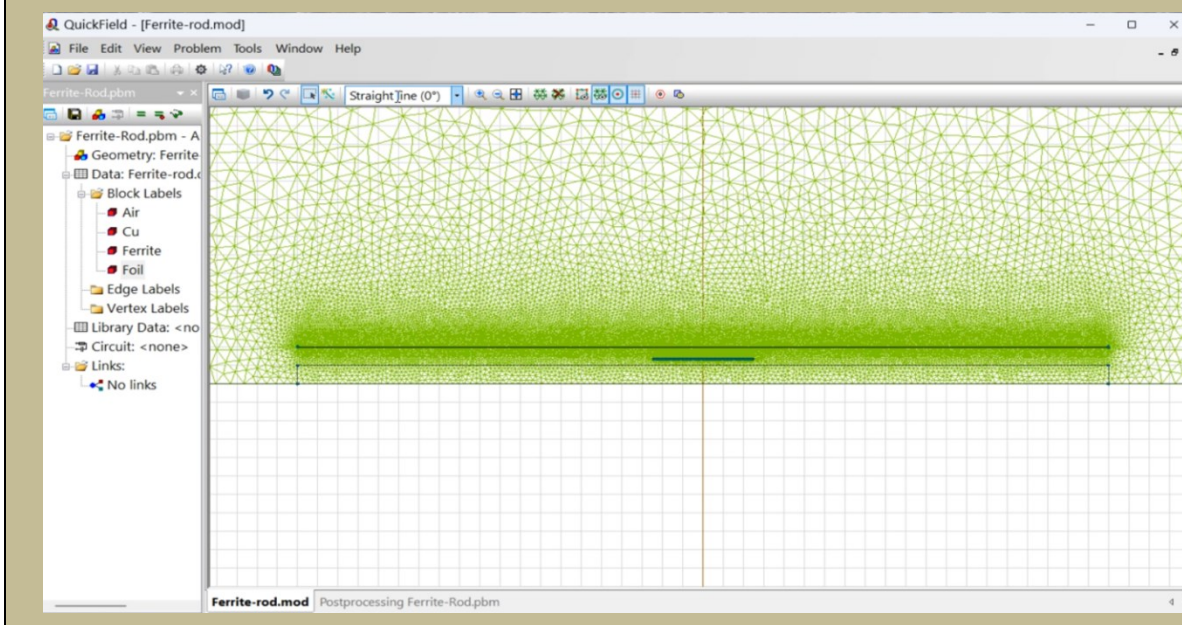 QuickField - [Ferrite-rod.mod]
File Edit View Problem Tools Window Help
Ferrite-Rod.pbm
Straight line (0°)
Ferrite-Rod.pbm - A
Geometry: Ferrite
Data: Ferrite-rod.d
Block Labels
Air
Cu
Ferrite
Foil
Edge Labels
Vertex Labels
Library Data: <no
Circuit: <none>
Links:
No links
Ferrite-rod.mod Postprocessing Ferrite-Rod.pbm